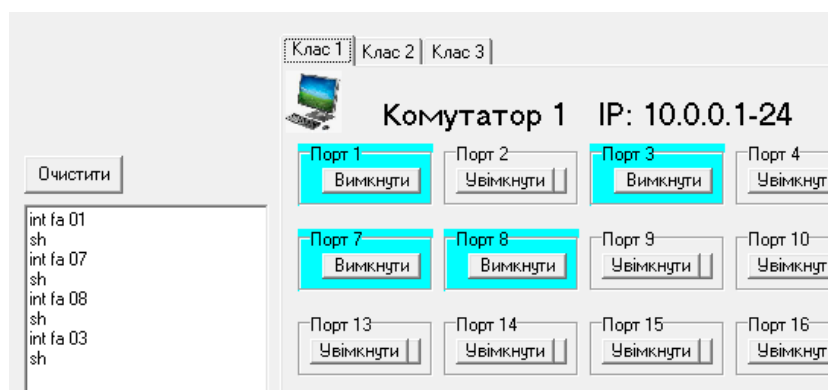 Клас 1 Клас 2 Клас 3
Комутатор 1 IP: 10.0.0.1-24
Порт 1 Порт 2 Порт 3 Порт 4
Вимкнути Увімкнути Вимкнути
Очистити
int fa 01
sh
int fa 07
sh
int fa 08
sh
int fa 03
sh
Порт 7 Порт 8 Порт 9 Порт 10
Вимкнути Вимкнути Увімкнути
Порт 13 Порт 14 Порт 15 Порт 16
Увімкнути Увімкнути Увімкнути